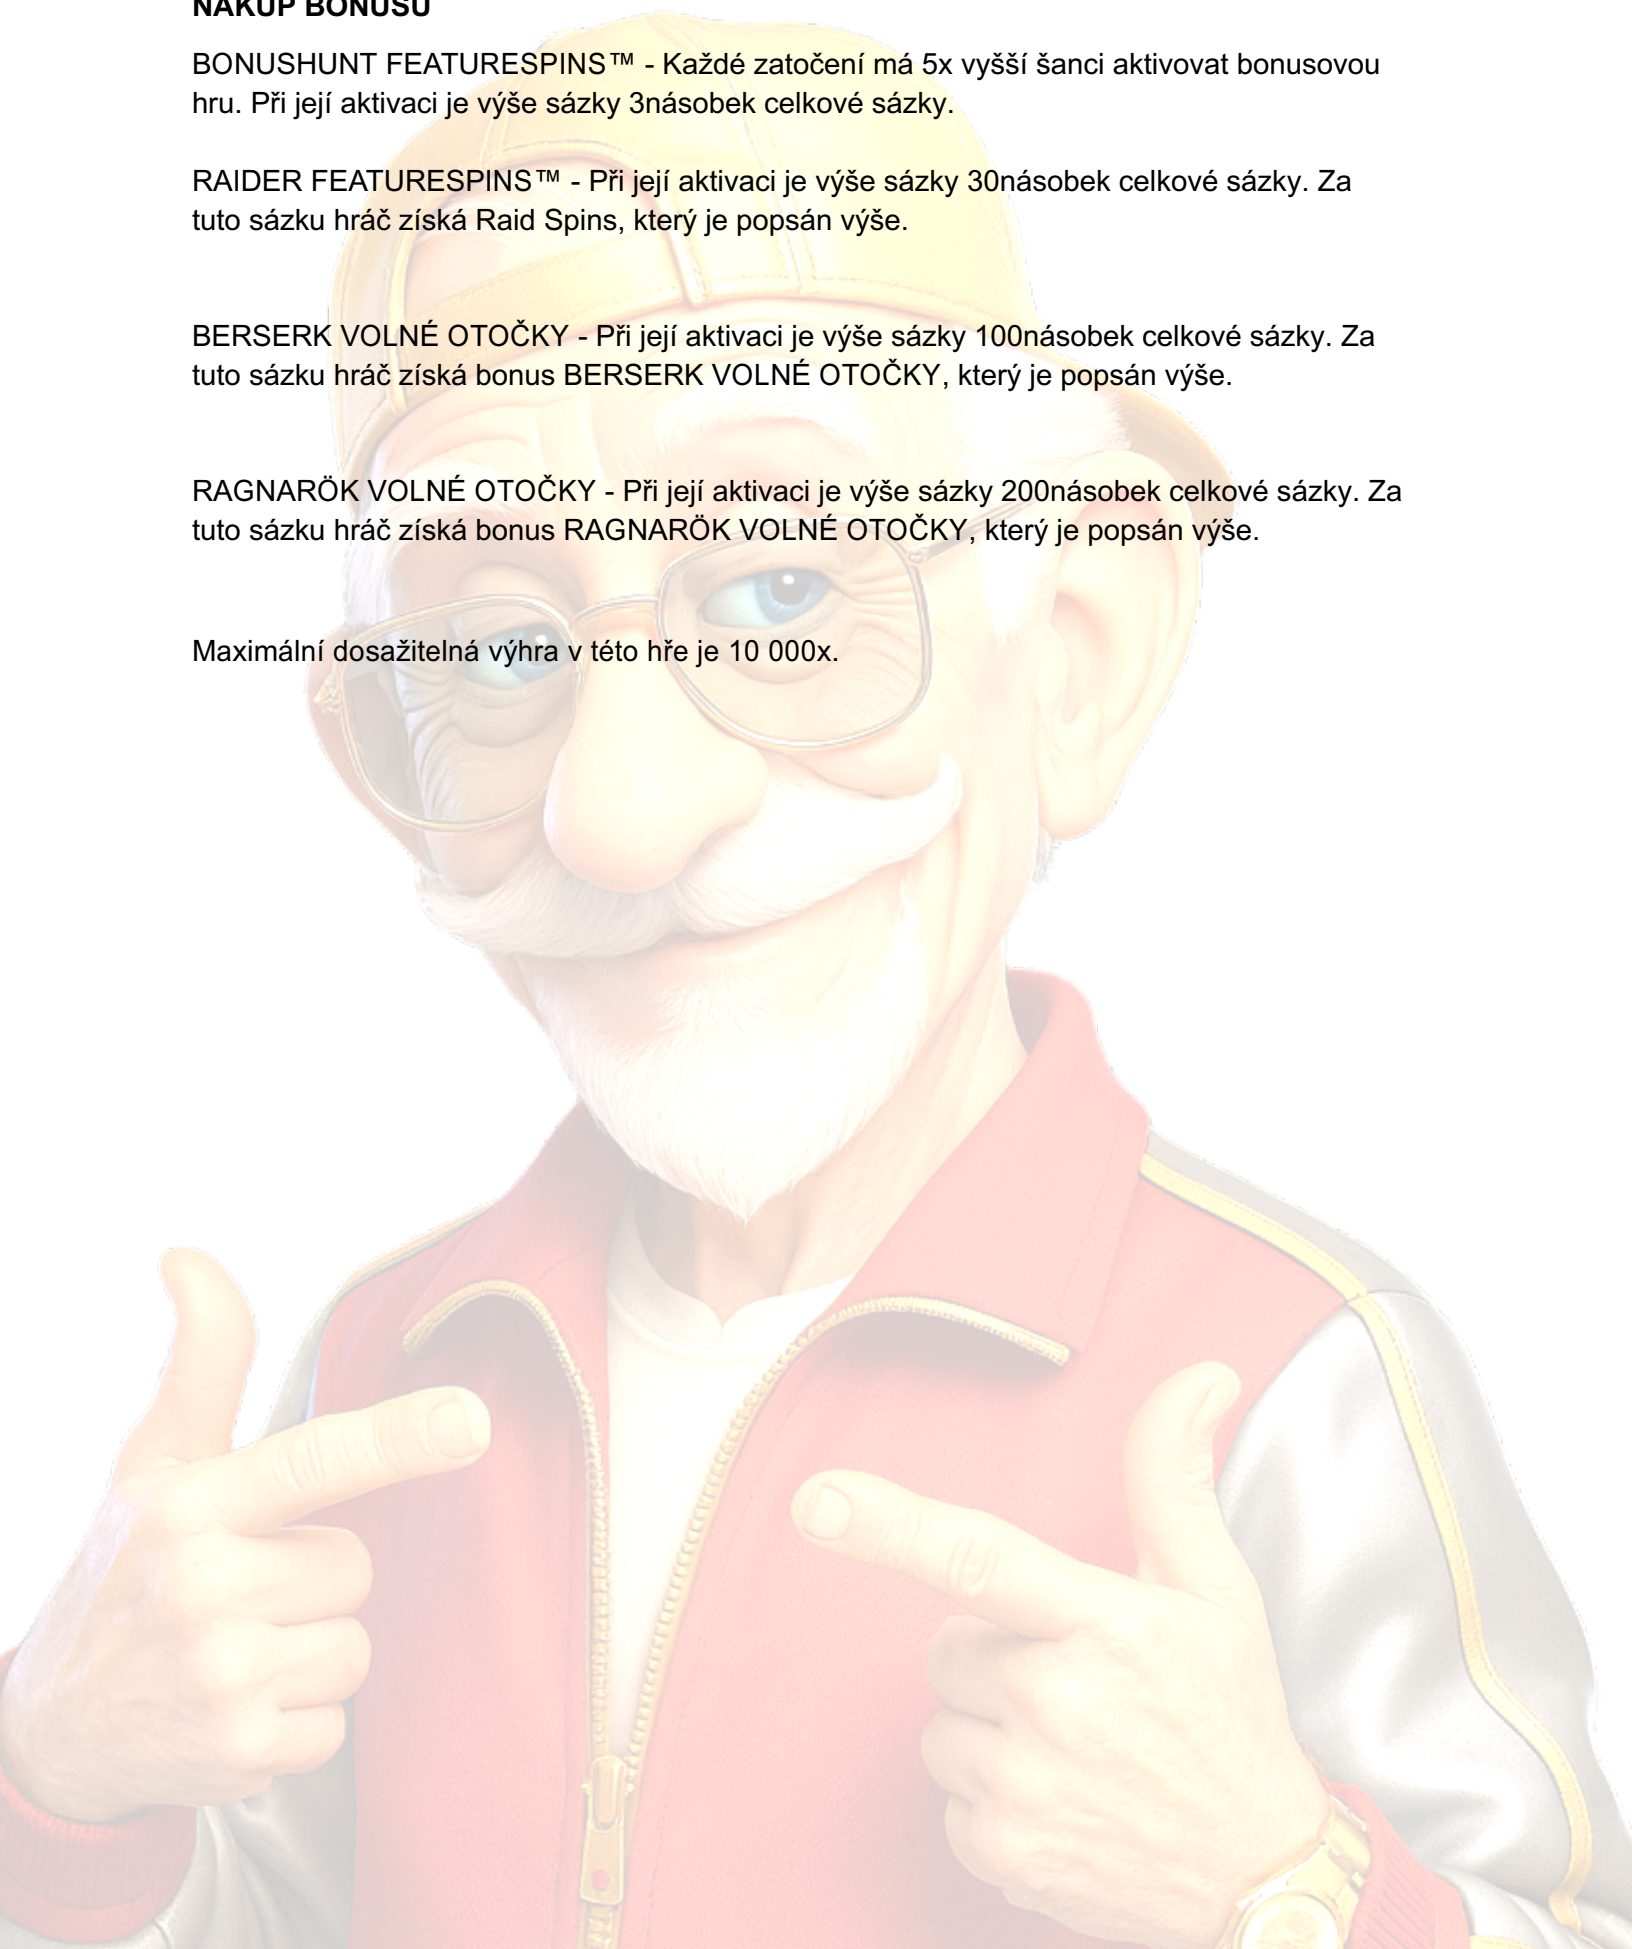 NÁKUP BONUSU
BONUSHUNT FEATURESPINS™ - Každé zatočení má 5x vyšší šanci aktivovat bonusovou
hru. Při její aktivaci je výše sázky 3násobek celkové sázky.
RAIDER FEATURESPINS™ - Při její aktivaci je výše sázky 30násobek celkové sázky. Za
tuto sázku hráč získá Raid Spins, který je popsán výše.
BERSERK VOLNÉ OTOČKY - Při její aktivaci je výše sázky 100násobek celkové sázky. Za
tuto sázku hráč získá bonus BERSERK VOLNÉ OTOČKY, který je popsán výše.
RAGNARÖK VOLNÉ OTOČKY - Při její aktivaci je výše sázky 200násobek celkové sázky. Za
tuto sázku hráč získá bonus RAGNARÖK VOLNÉ OTOČKY, který je popsán výše.
Maximální dosažitelná výhra v této hře je 10 000x.